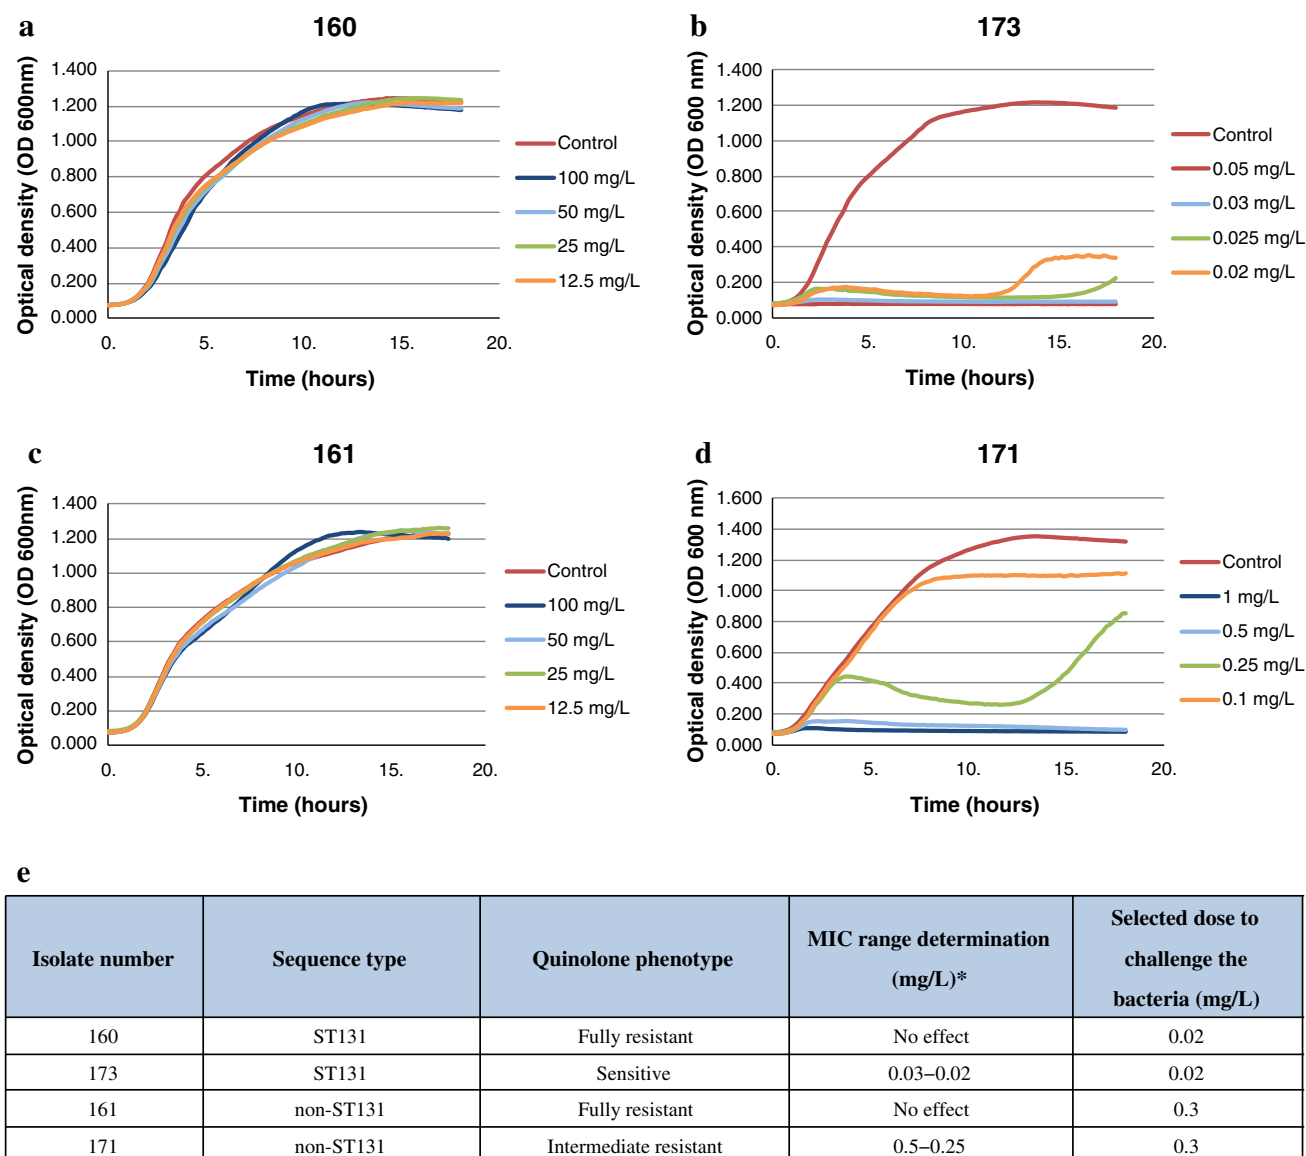 a
160
Optical density (OD 600nm)
1.400
1.200
1.000
0.800
0.600
0.400
0.200
0.000
0.
5.
10.
15.
20.
Time (hours)
Control
100 mg/L
50 mg/L
25 mg/L
12.5 mg/L
b
173
Optical density (OD 600 nm)
1.400
1.200
1.000
0.800
0.600
0.400
0.200
0.000
0.
5.
10.
15.
20.
Time (hours)
Control
0.05 mg/L
0.03 mg/L
0.025 mg/L
0.02 mg/L
c
161
Optical density (OD 600nm)
1.400
1.200
1.000
0.800
0.600
0.400
0.200
0.000
0.
5.
10.
15.
20.
Time (hours)
Control
100 mg/L
50 mg/L
25 mg/L
12.5 mg/L
d
171
Optical density (OD 600 nm)
1.600
1.400
1.200
1.000
0.800
0.600
0.400
0.200
0.000
0.
5.
10.
15.
20.
Time (hours)
Control
1 mg/L
0.5 mg/L
0.25 mg/L
0.1 mg/L
e
Isolate number
Sequence type
Quinolone phenotype
MIC range determination
(mg/L)*
Selected dose to
challenge the
bacteria (mg/L)
160 ST131 Fully resistant No effect 0.02
173 ST131 Sensitive 0.03−0.02 0.02
161 non-ST131 Fully resistant No effect 0.3
171 non-ST131 Intermediate resistant 0.5−0.25 0.3